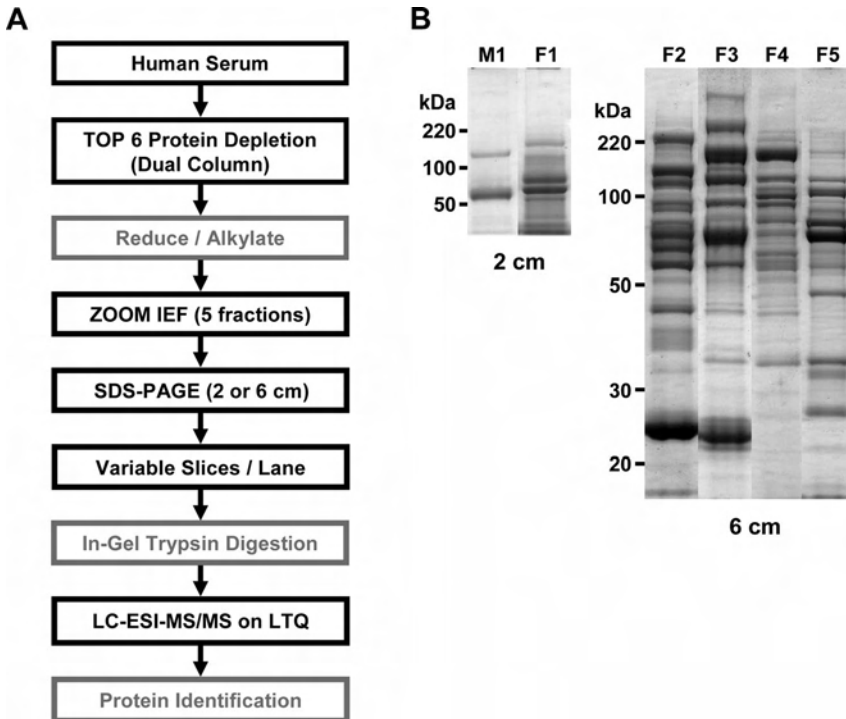 A
Human Serum
TOP 6 Protein Depletion
(Dual Column)
Reduce / Alkylate
ZOOM IEF (5 fractions)
SDS-PAGE (2 or 6 cm)
Variable Slices / Lane
In-Gel Trypsin Digestion
LC-ESI-MS/MS on LTQ
Protein Identification
B
M1 F1
kDa
220
100
50
2 cm
F2 F3 F4 F5
kDa
220
100
50
30
20
6 cm